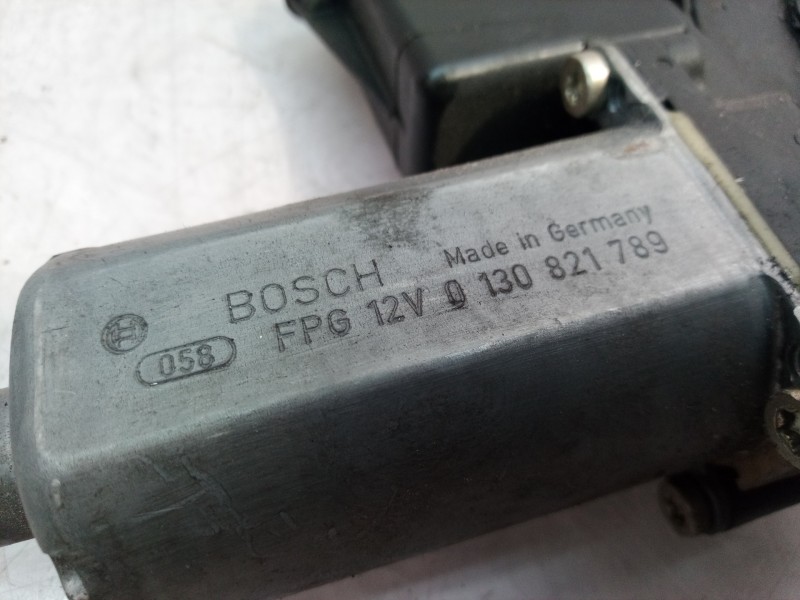 BOSCH Made in Germany
058 FPG 12V 0 130 821 789